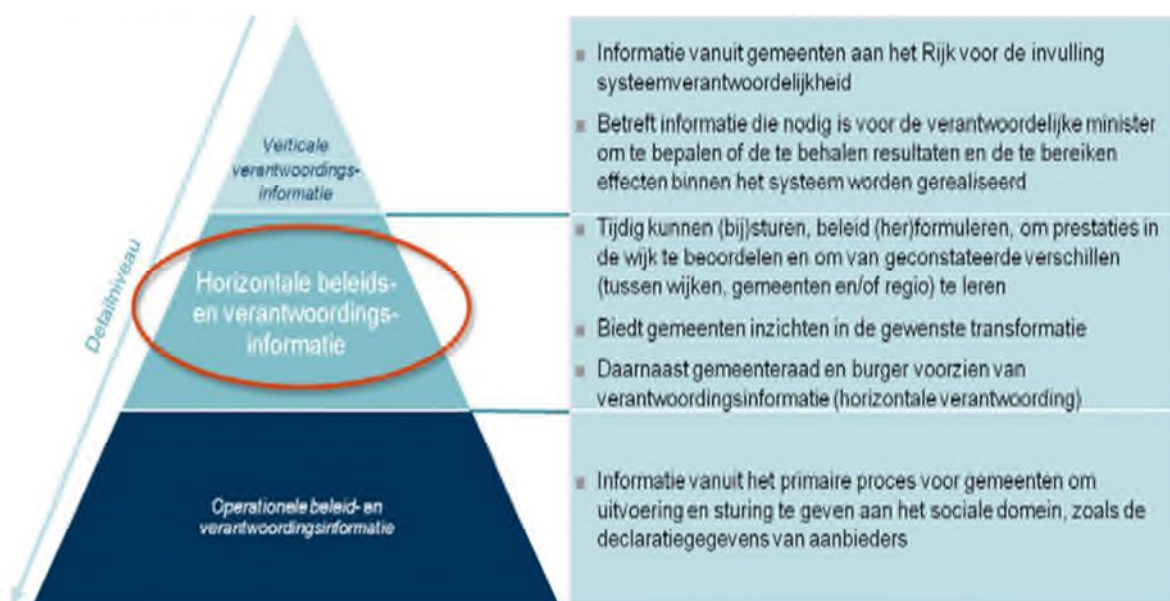 Detailniveau
Verticale
verantwoordings-
informatie
Horizontale beleids-
en verantwoordings-
informatie
Operationele beleid- en
verantwoordingsinformatie
Informatie vanuit gemeenten aan het Rijk voor de invulling
systeemverantwoordelijkheid
Betreft informatie die nodig is voor de verantwoordelijke minister
om te bepalen of de te behalen resultaten en de te bereiken
effecten binnen het systeem worden gerealiseerd
Tijdig kunnen (bij)sturen, beleid (her)formuleren, om prestaties in
de wijk te beoordelen en om van geconstateerde verschillen
(tussen wijken, gemeenten en/of regio) te leren
Biedt gemeenten inzichten in de gewenste transformatie
Daarnaast gemeenteraad en burger voorzien van
verantwoordingsinformatie (horizontale verantwoording)
Informatie vanuit het primaire proces voor gemeenten om
uitvoering en sturing te geven aan het sociale domein, zoals de
declaratiegegevens van aanbieders